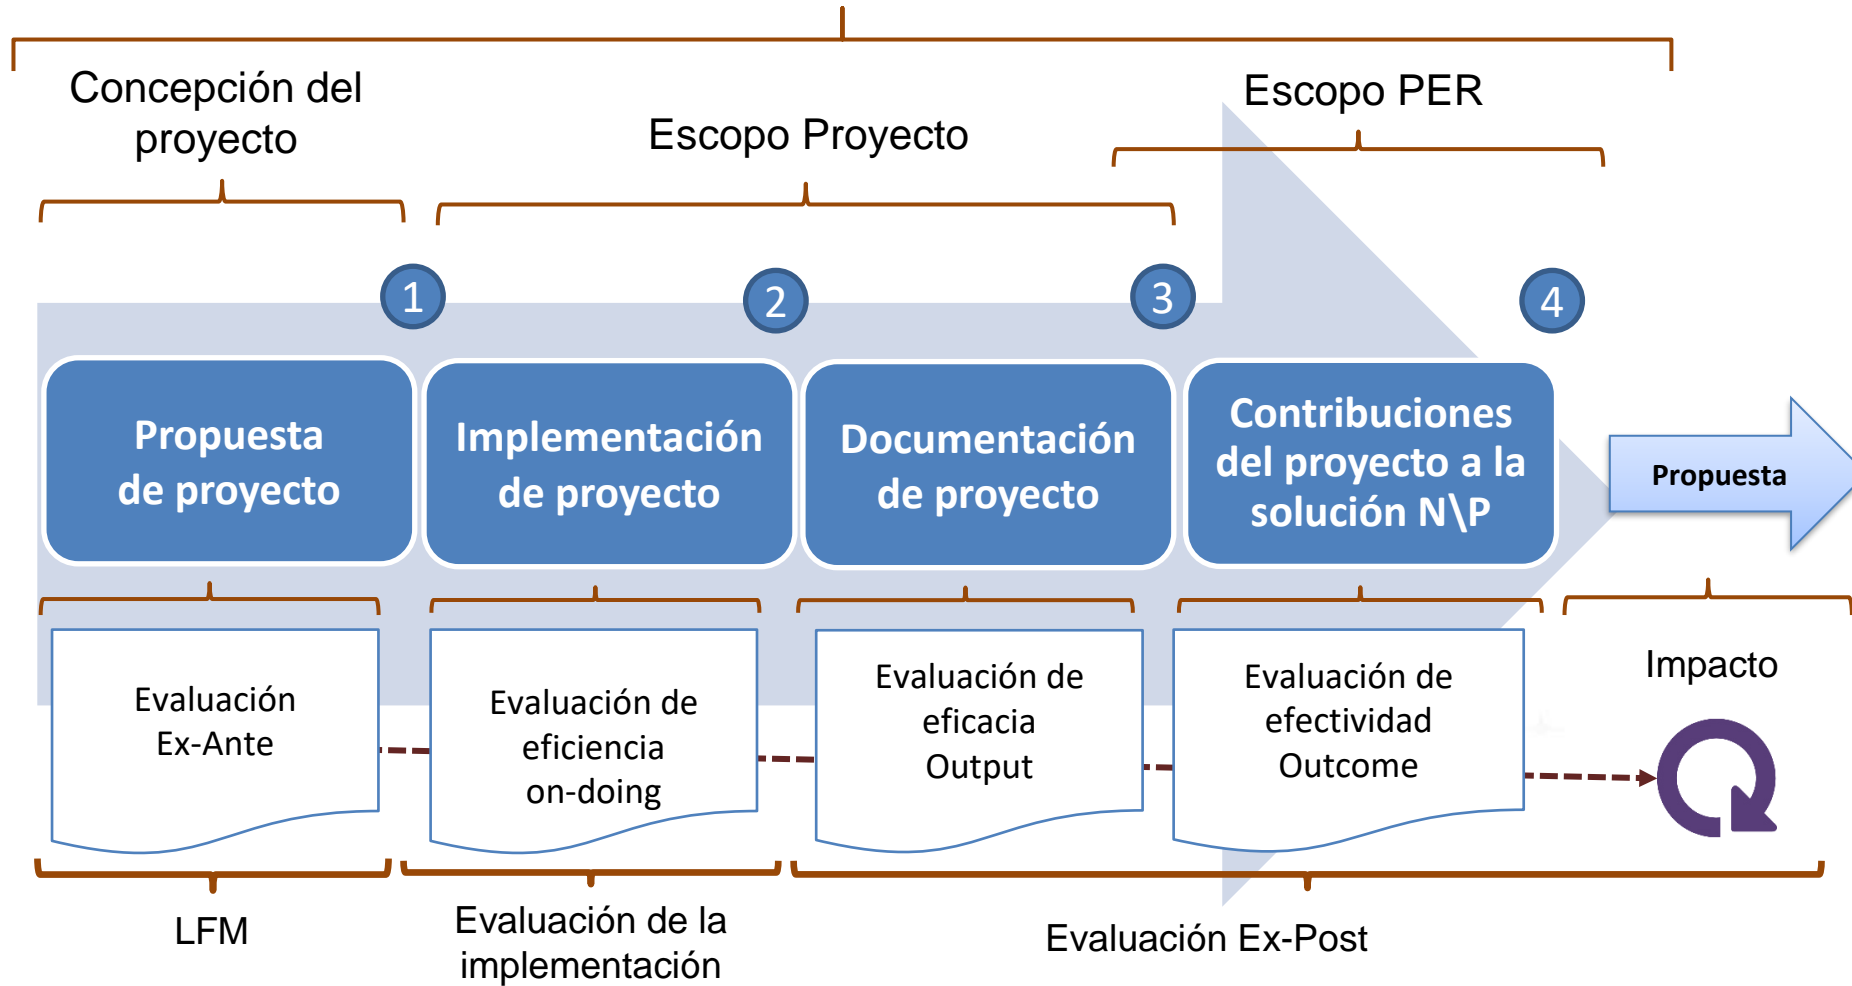 Concepción del
proyecto
Escopo Proyecto
Escopo PER
1
2
3
4
Propuesta
de proyecto
Implementación
de proyecto
Documentación
de proyecto
Contribuciones
del proyecto a la
solución N\P
Propuesta
Evaluación
Ex-Ante
Evaluación de
eficiencia
on-doing
Evaluación de
eficacia
Output
Evaluación de
efectividad
Outcome
Impacto
LFM
Evaluación de la
implementación
Evaluación Ex-Post